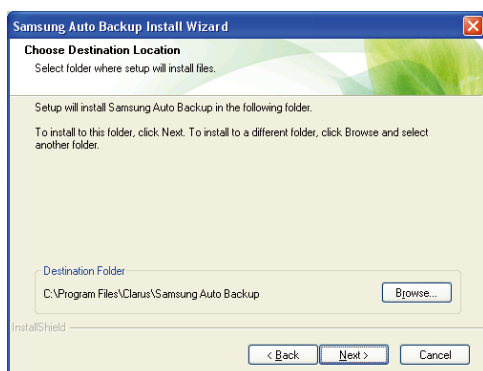 Samsung Auto Backup Install Wizard
Choose Destination Location
Select folder where setup will install files.
Setup will install Samsung Auto Backup in the following folder.
To install to this folder, click Next. To install to a different folder, click Browse and select
another folder.
Destination Folder
C:\Program Files\Clarus\Samsung Auto Backup
Browse...
InstallShield
< Back
Next >
Cancel